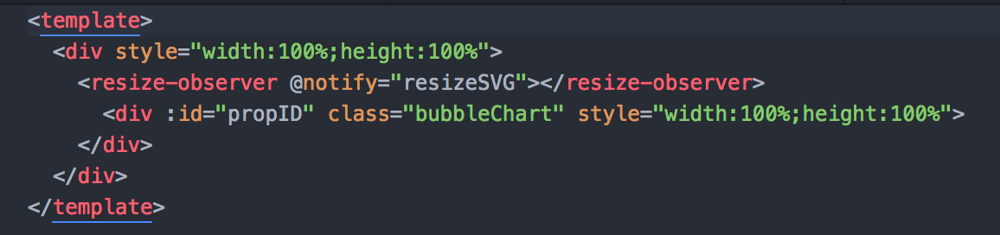 <template>
  <div style="width:100%;height:100%">
    <resize-observer @notify="resizeSVG"></resize-observer>
      <div :id="propID" class="bubbleChart" style="width:100%;height:100%">
    </div>
  </div>
</template>